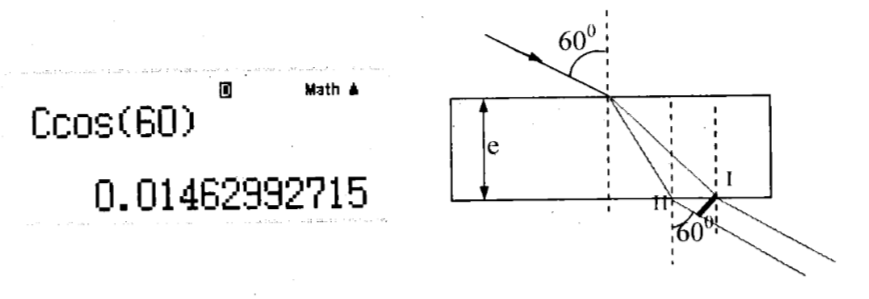 D Math ▲
Ccos(60)
0.01462992715
60⁰
e
I
H
60⁰